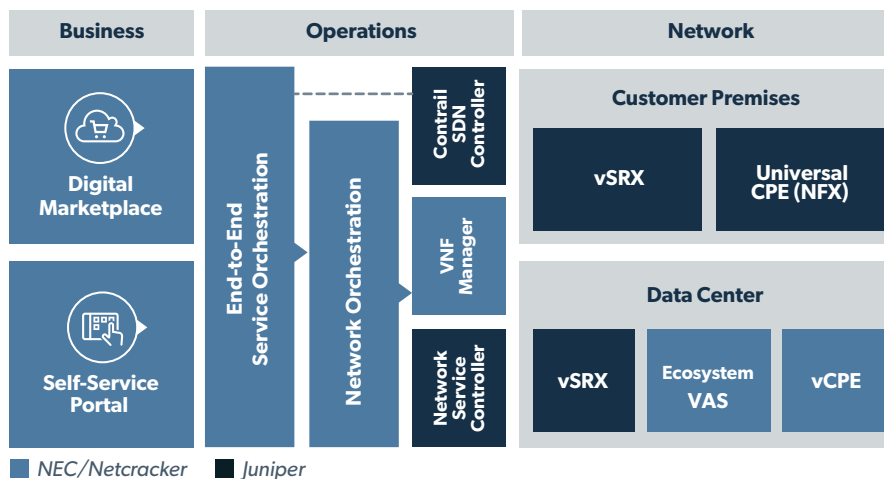 Business
Operations
Network
Digital
Marketplace
Self-Service
Portal
End-to-End
Service Orchestration
Network Orchestration
Contrail
SDN
Controller
VNF
Manager
Network
Service
Controller
Customer Premises
vSRX
Universal
CPE (NFX)
Data Center
vSRX
Ecosystem
VAS
vCPE
NEC/Netcracker
Juniper